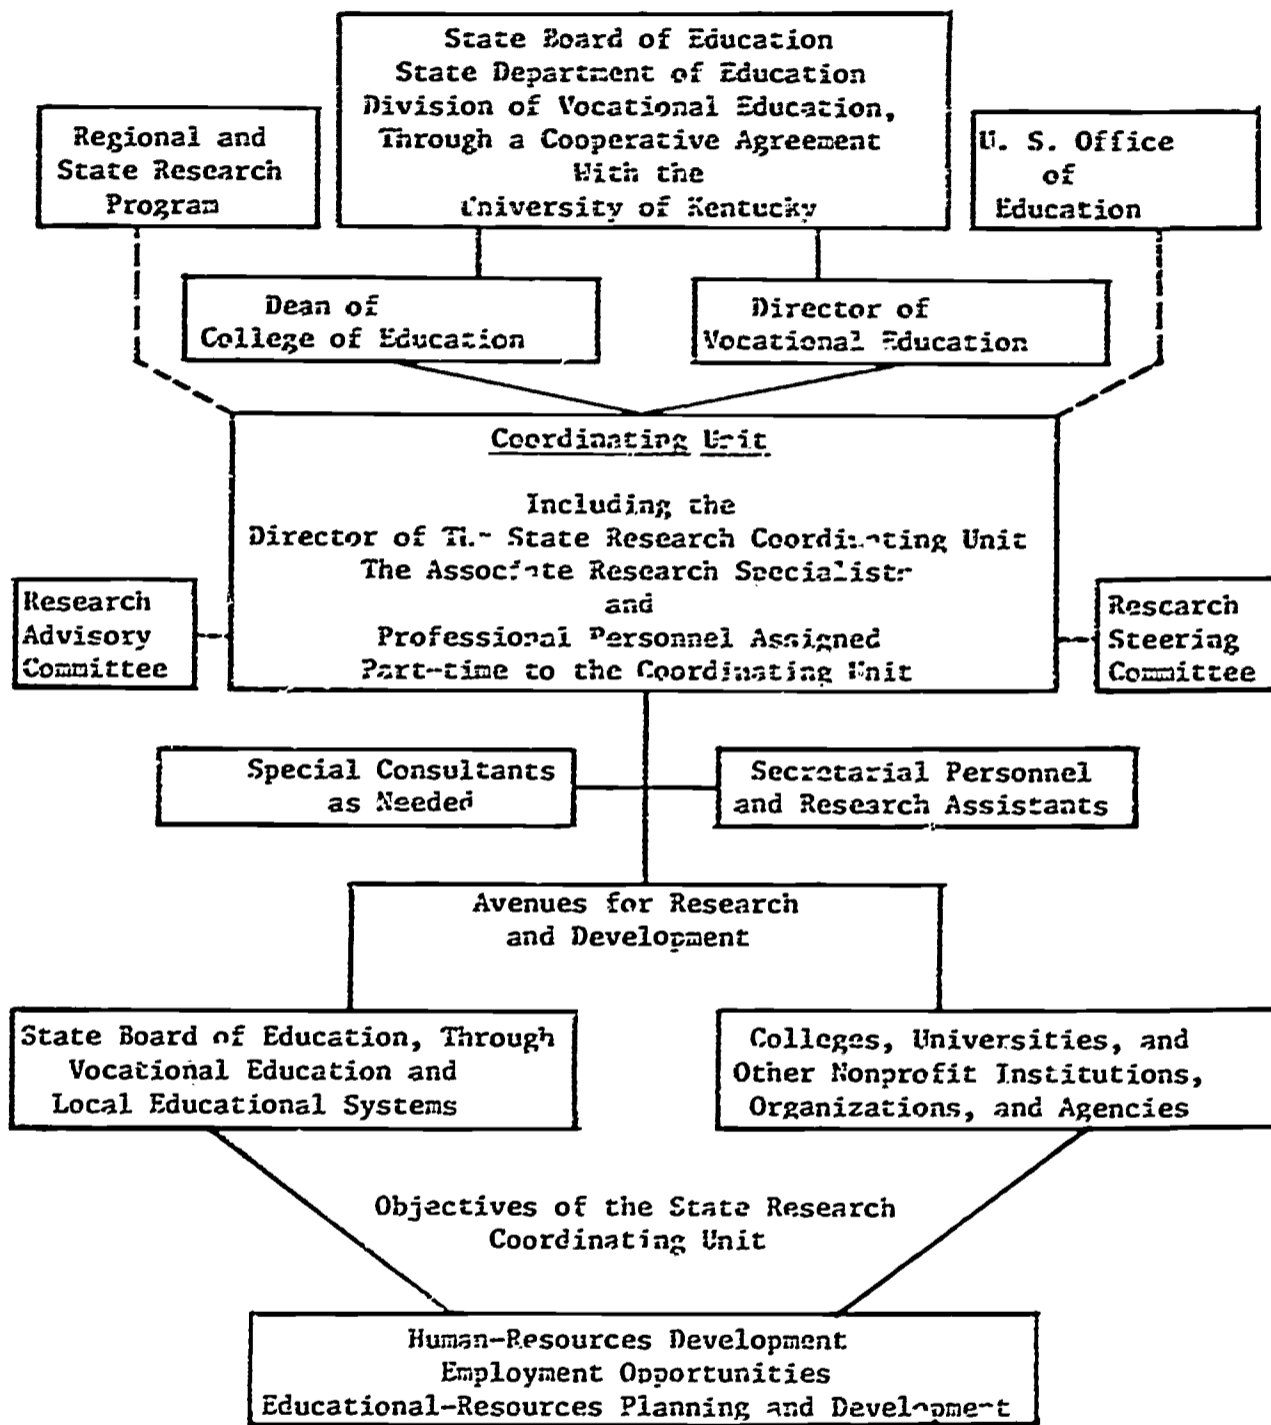 State Board of Education
State Department of Education
Division of Vocational Education,
Through a Cooperative Agreement
With the
University of Kentucky
Regional and
State Research
Program
U. S. Office
of
Education
Dean of
College of Education
Director of
Vocational Education
Coordinating Unit
Including the
Director of The State Research Coordinating Unit
The Associate Research Specialists
and
Professional Personnel Assigned
Part-time to the Coordinating Unit
Research
Advisory
Committee
Research
Steering
Committee
Special Consultants
as Needed
Secretarial Personnel
and Research Assistants
Avenues for Research
and Development
State Board of Education, Through
Vocational Education and
Local Educational Systems
Colleges, Universities, and
Other Nonprofit Institutions,
Organizations, and Agencies
Objectives of the State Research
Coordinating Unit
Human-Resources Development
Employment Opportunities
Educational-Resources Planning and Development